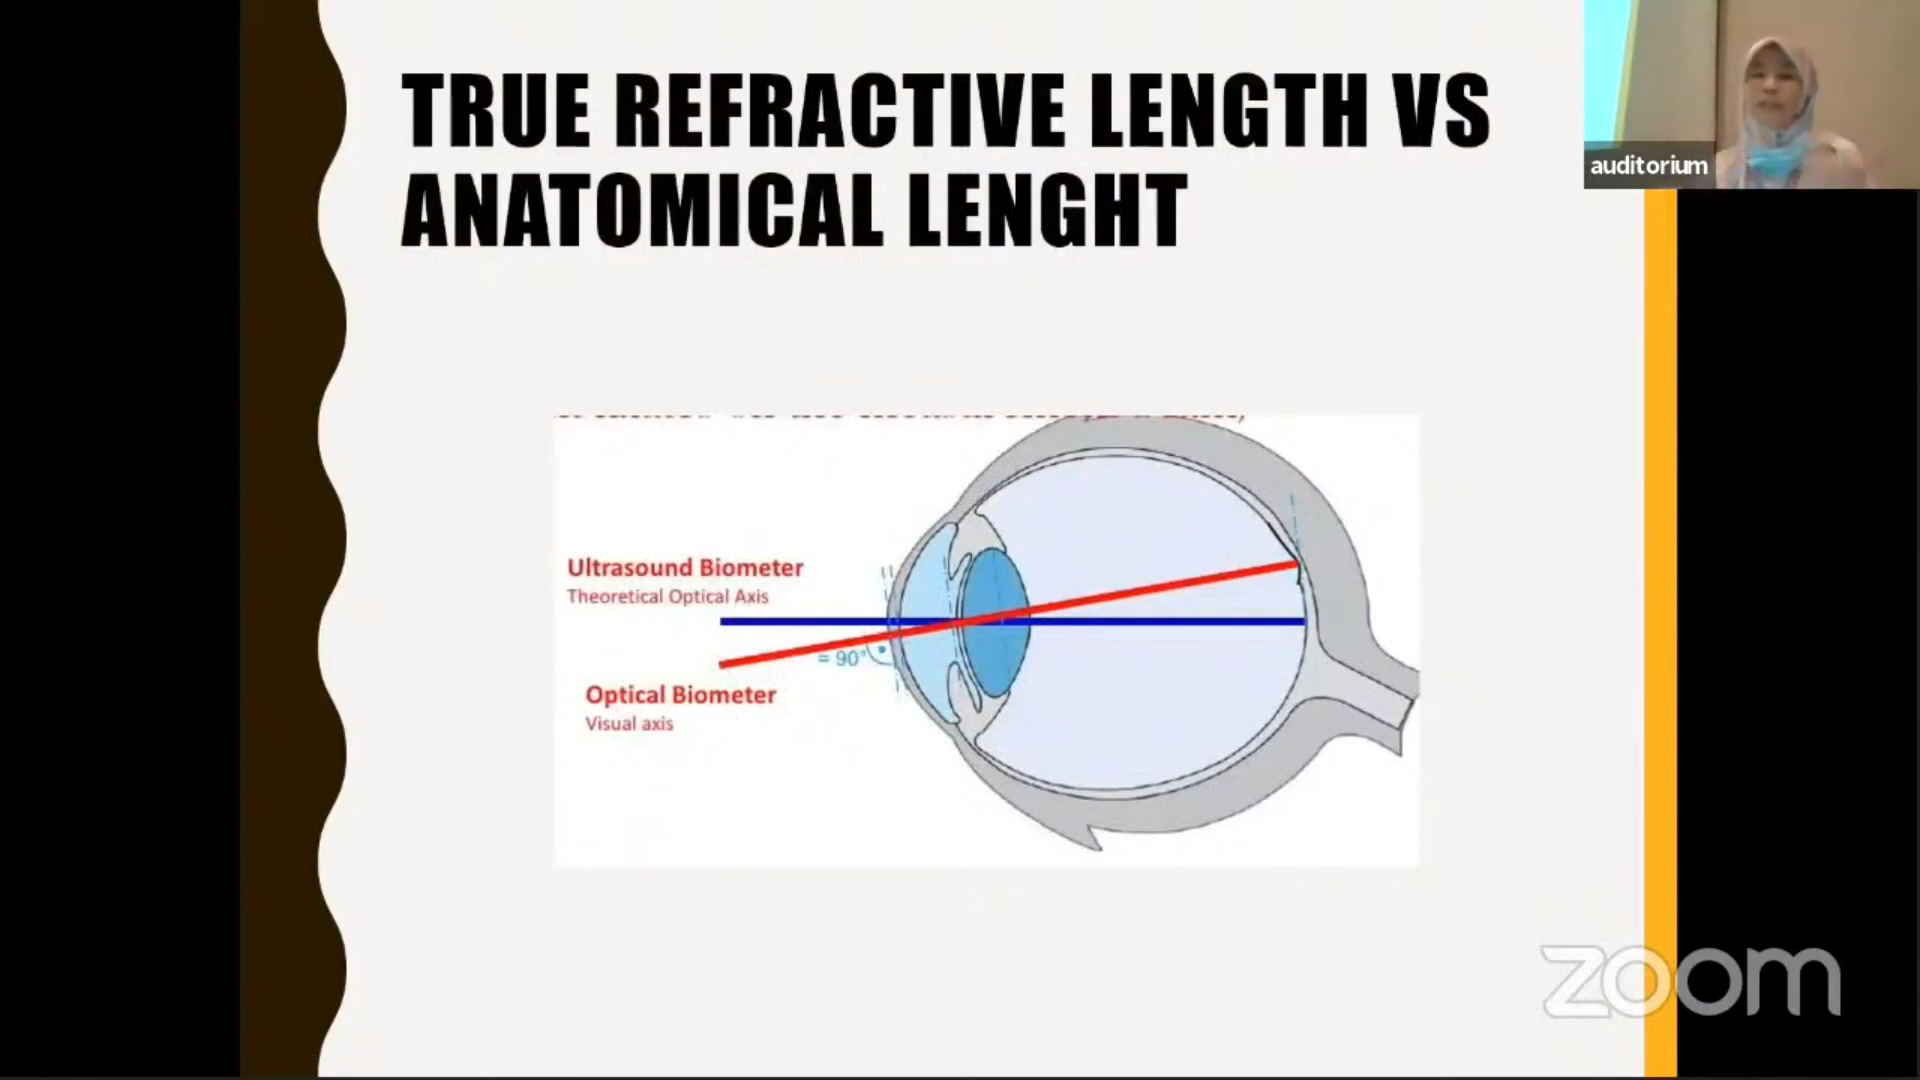 TRUE REFRACTIVE LENGTH VS
ANATOMICAL LENGHT
auditorium
Ultrasound Biometer
Theoretical Optical Axis
= 90°
Optical Biometer
Visual axis
zoom